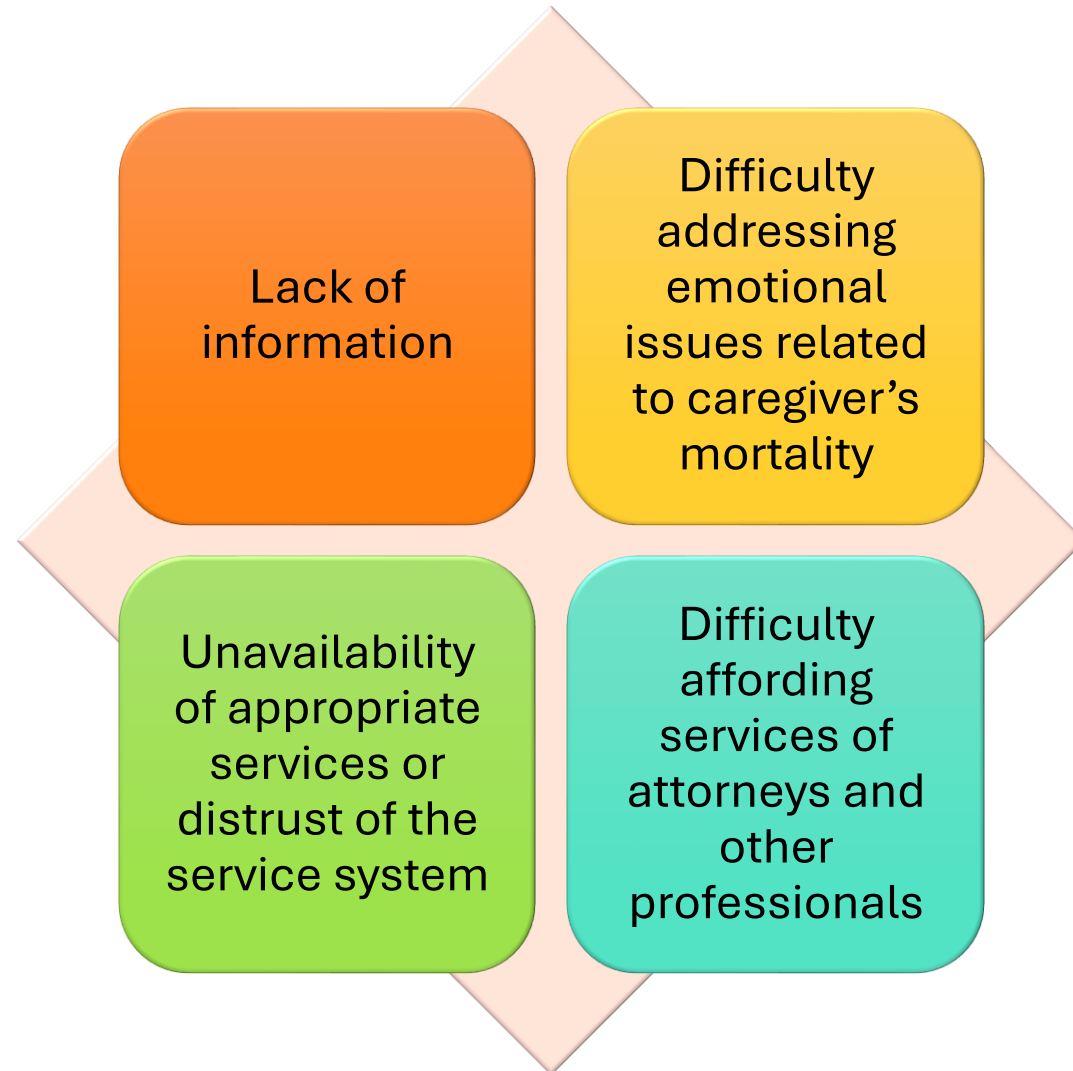 Lack of
information
Difficulty
addressing
emotional
issues related
to caregiver’s
mortality
Unavailability
of appropriate
services or
distrust of the
service system
Difficulty
affording
services of
attorneys and
other
professionals